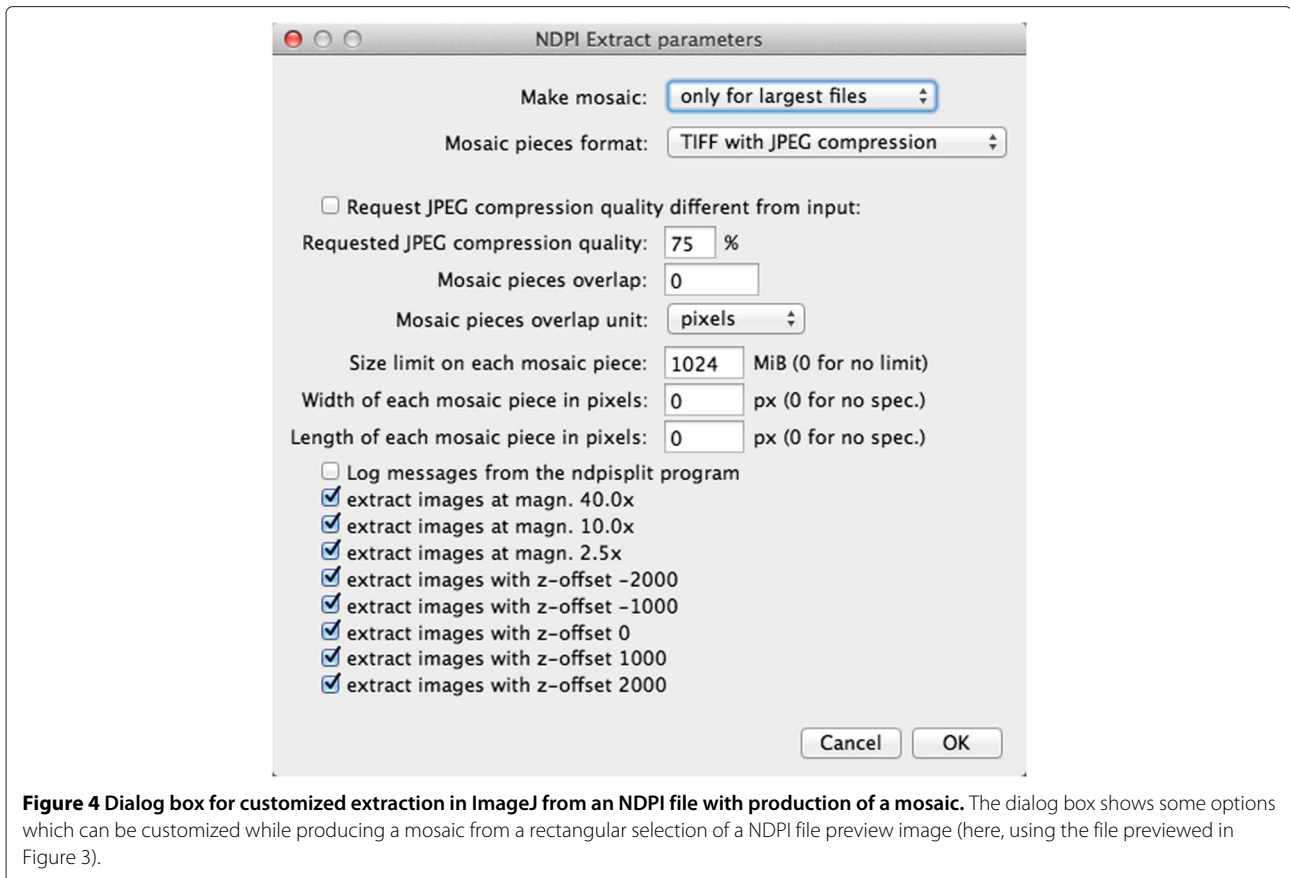 NDPI Extract parameters
Make mosaic: only for largest files
Mosaic pieces format: TIFF with JPEG compression
Request JPEG compression quality different from input:
Requested JPEG compression quality: 75 %
Mosaic pieces overlap: 0
Mosaic pieces overlap unit: pixels
Size limit on each mosaic piece: 1024 MiB (0 for no limit)
Width of each mosaic piece in pixels: 0 px (0 for no spec.)
Length of each mosaic piece in pixels: 0 px (0 for no spec.)
Log messages from the ndpisplit program
extract images at magn. 40.0x
extract images at magn. 10.0x
extract images at magn. 2.5x
extract images with z-offset -2000
extract images with z-offset -1000
extract images with z-offset 0
extract images with z-offset 1000
extract images with z-offset 2000
Cancel OK
Figure 4 Dialog box for customized extraction in ImageJ from an NDPI file with production of a mosaic. The dialog box shows some options
which can be customized while producing a mosaic from a rectangular selection of a NDPI file preview image (here, using the file previewed in
Figure 3).